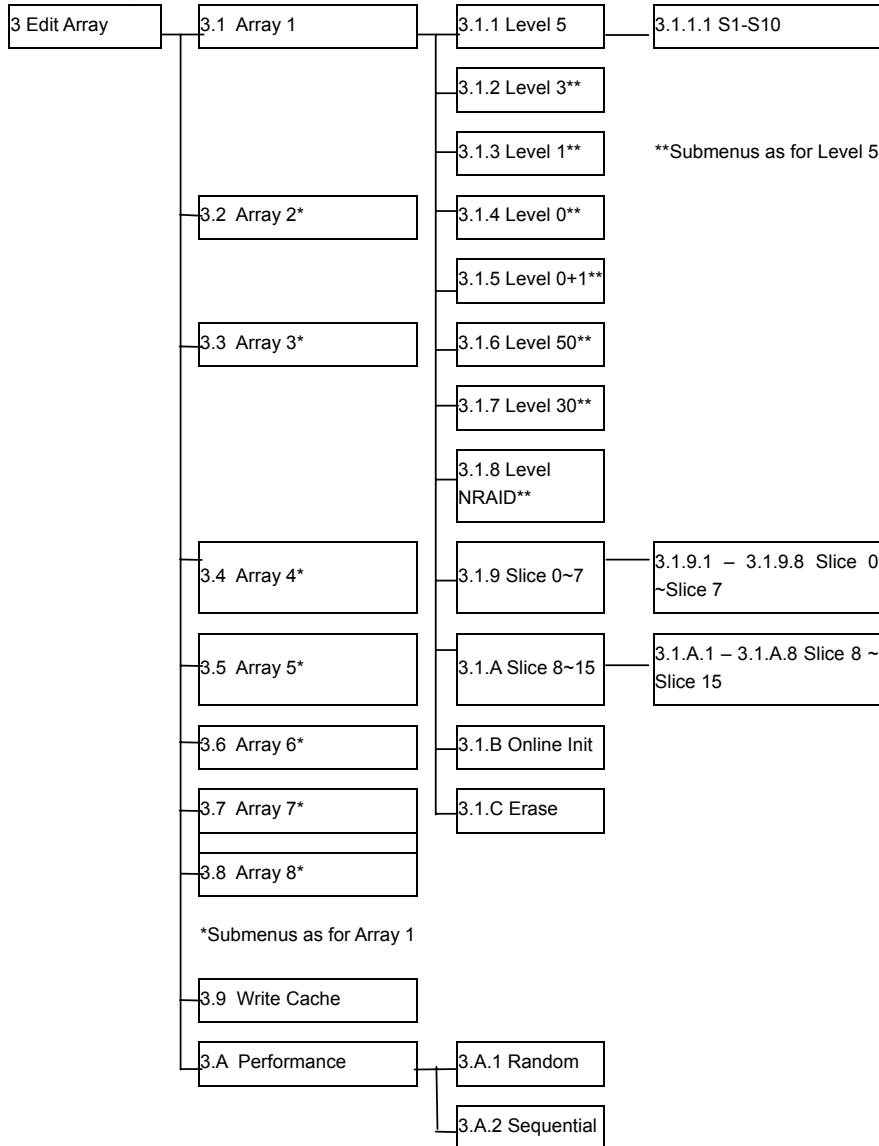 3 Edit Array
3.1 Array 1
3.1.1 Level 5
3.1.1.1 S1-S10
3.1.2 Level 3**
3.1.3 Level 1**
**Submenus as for Level 5
3.2 Array 2*
3.1.4 Level 0**
3.1.5 Level 0+1**
3.3 Array 3*
3.1.6 Level 50**
3.1.7 Level 30**
3.1.8 Level
NRAID**
3.4 Array 4*
3.1.9 Slice 0~7
3.1.9.1 – 3.1.9.8 Slice 0
~Slice 7
3.5 Array 5*
3.1.A Slice 8~15
3.1.A.1 – 3.1.A.8 Slice 8 ~
Slice 15
3.6 Array 6*
3.1.B Online Init
3.7 Array 7*
3.1.C Erase
3.8 Array 8*
*Submenus as for Array 1
3.9 Write Cache
3.A Performance
3.A.1 Random
3.A.2 Sequential